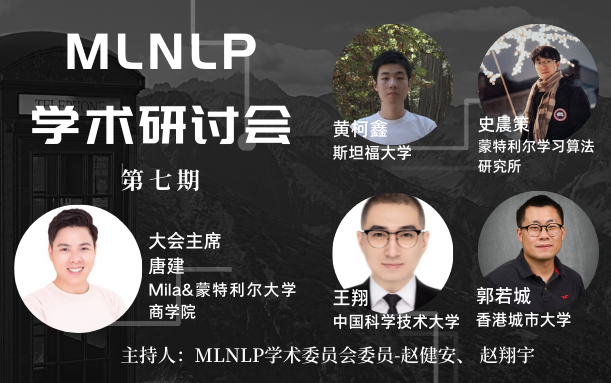 MLNLP
学术研讨会
第七期
TELEPHONE
黄柯鑫
斯坦福大学
史晨策
蒙特利尔学习算法
研究所
大会主席
唐建
Mila&蒙特利尔大学
商学院
王翔
中国科学技术大学
郭若城
香港城市大学
主持人：MLNLP学术委员会委员-赵健安、 赵翔宇